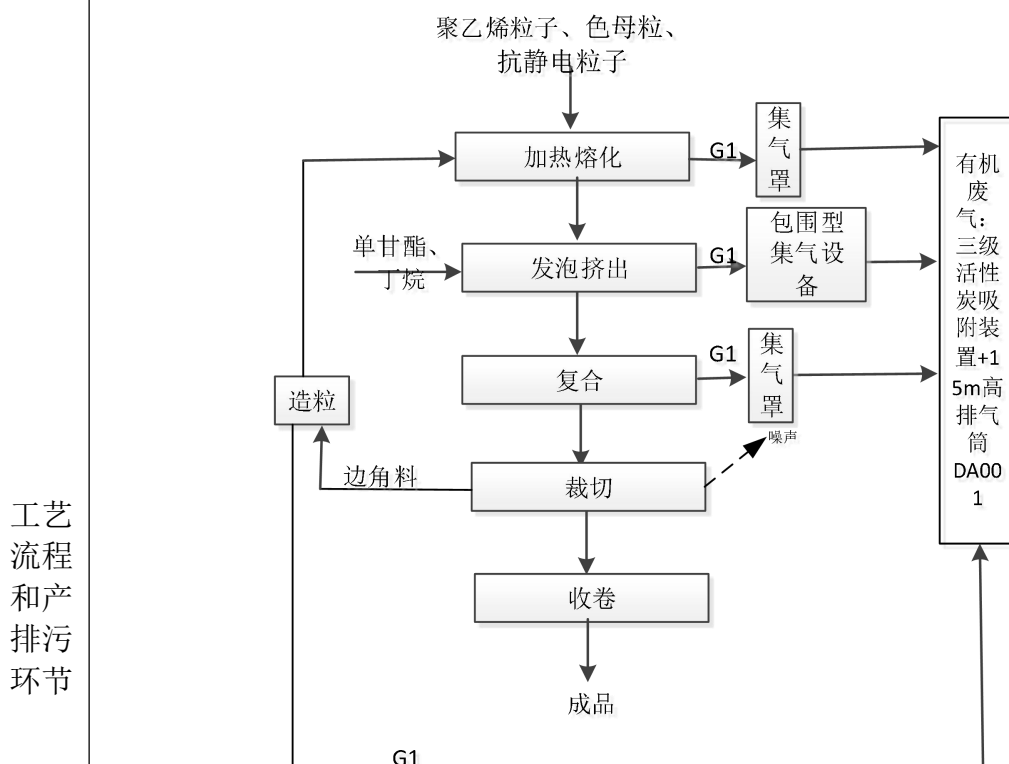 聚乙烯粒子、色母粒、
抗静电粒子
加热熔化
G1
集
气
罩
单甘酯、
丁烷
发泡挤出
G1
包围型
集气设
备
复合
G1
集
气
罩
噪声
造粒
边角料
裁切
收卷
成品
G1
有机
废
气：
三级
活性
炭吸
附装
置+1
5m高
排气
筒
DA00
1
工艺
流程
和产
排污
环节